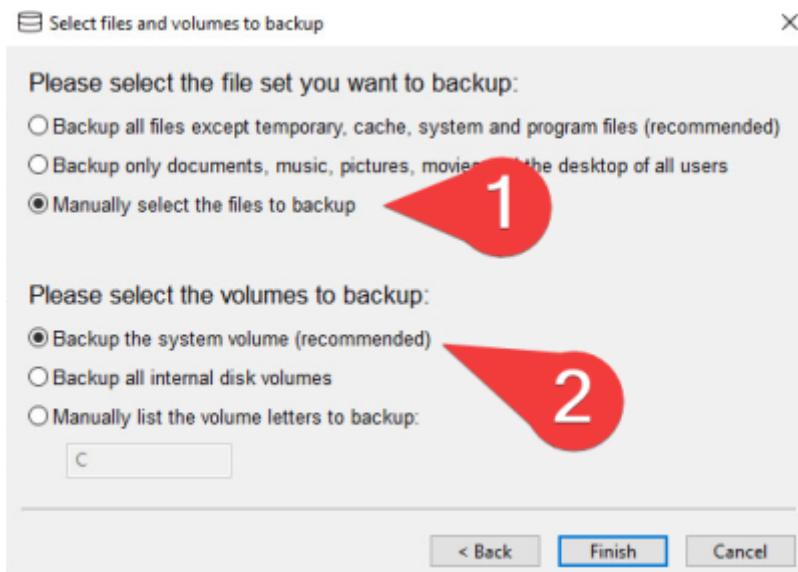 Select files and volumes to backup
Please select the file set you want to backup:
Backup all files except temporary, cache, system and program files (recommended)
Backup only documents, music, pictures, movies the desktop of all users
Manually select the files to backup
1
Please select the volumes to backup:
Backup the system volume (recommended)
Backup all internal disk volumes
2
Manually list the volume letters to backup:
C
< Back Finish Cancel